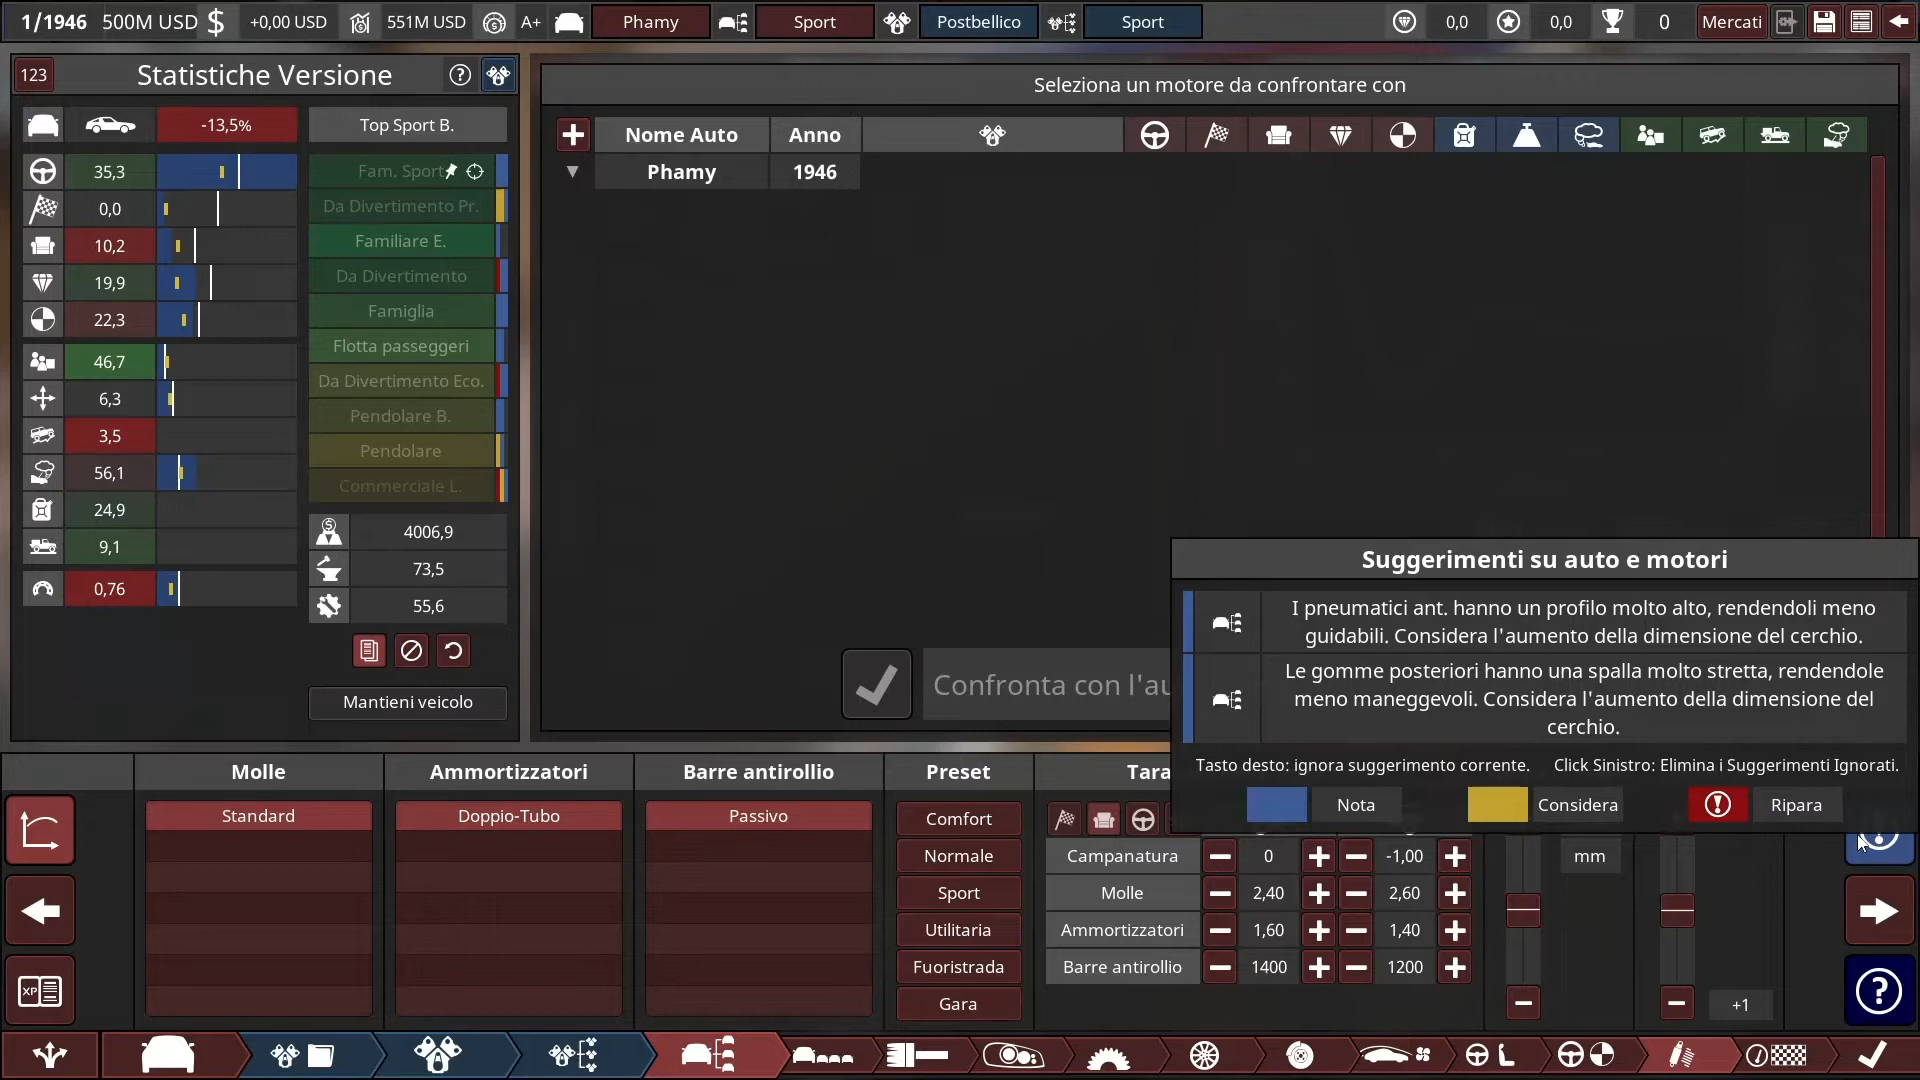 1/1946
500M USD
+0,00 USD
551M USD
A+
Phamy
Sport
Postbellico
Sport
0,0
0,0
0
Mercati
123
Statistiche Versione
-13,5%
Top Sport B.
35,3
0,0
10,2
19,9
22,3
46,7
6,3
3,5
56,1
24,9
9,1
0,76
Fam. Sport
Da Divertimento Pr.
Familiare E.
Da Divertimento
Famiglia
Flotta passeggeri
Da Divertimento Eco.
Pendolare B.
Pendolare
Commerciale L.
4006,9
73,5
55,6
Mantieni veicolo
Seleziona un motore da confrontare con
Nome Auto
Anno
Phamy
1946
Confronta con l'au
Suggerimenti su auto e motori
I pneumatici ant. hanno un profilo molto alto, rendendoli meno
guidabili. Considera l'aumento della dimensione del cerchio.
Le gomme posteriori hanno una spalla molto stretta, rendendole
meno maneggevoli. Considera l'aumento della dimensione del
cerchio.
Tasto desto: ignora suggerimento corrente.
Click Sinistro: Elimina i Suggerimenti Ignorati.
Nota
Considera
Ripara
Molle
Standard
Ammortizzatori
Doppio-Tubo
Barre antirollio
Passivo
Preset
Comfort
Normale
Sport
Utilitaria
Fuoristrada
Gara
Tara
Campanatura
0
-1,00
Molle
2,40
2,60
Ammortizzatori
1,60
1,40
Barre antirollio
1400
1200
mm
+1
XP